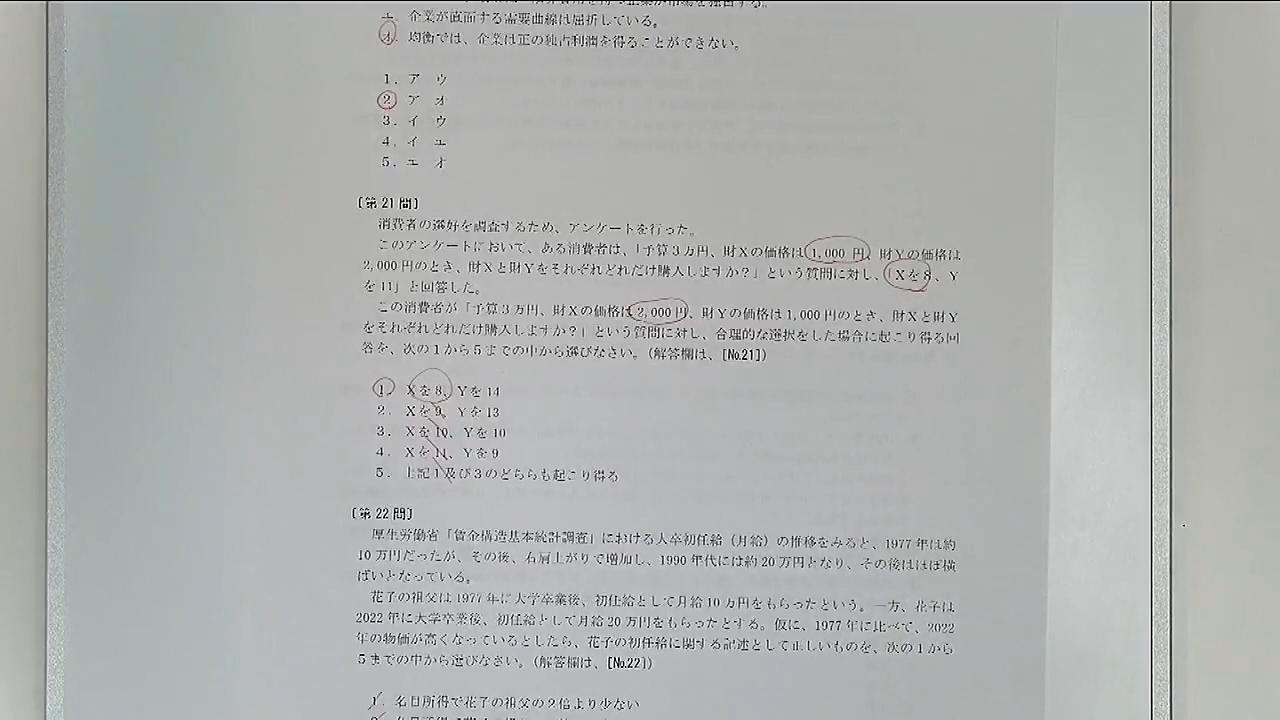 エ．企業が直面する需要曲線は屈折している。
オ．均衡では、企業は正の独占利潤を得ることができない。
1．ア　ウ
2．ア　オ
3．イ　ウ
4．イ　エ
5．エ　オ
〔第21問〕
消費者の選好を調査するため、アンケートを行った。
このアンケートにおいて、ある消費者は、「予算3万円、財Xの価格は1,000円、財Yの価格は
2,000円のとき、財Xと財Yをそれぞれどれだけ購入しますか？」という質問に対し、「Xを8、Y
を11」と回答した。
この消費者が「予算3万円、財Xの価格は2,000円、財Yの価格は1,000円のとき、財Xと財Y
をそれぞれどれだけ購入しますか？」という質問に対し、合理的な選択をした場合に起こり得る回
答を、次の1から5までの中から選びなさい。（解答欄は、[No.21]）
1．Xを8、Yを14
2．Xを9、Yを13
3．Xを10、Yを10
4．Xを11、Yを9
5．上記1及び3のどちらも起こり得る
〔第22問〕
厚生労働省「賃金構造基本統計調査」における大卒初任給（月給）の推移をみると、1977年は約
10万円だったが、その後、右肩上がりで増加し、1990年代には約20万円となり、その後はほぼ横
ばいとなっている。
花子の祖父は1977年に大学卒業後、初任給として月給10万円をもらったという。一方、花子は
2022年に大学卒業後、初任給として月給20万円をもらったとする。仮に、1977年に比べて、2022
年の物価が高くなっているとしたら、花子の初任給に関する記述として正しいものを、次の1から
5までの中から選びなさい。（解答欄は、[No.22]）
1．名目所得で花子の祖父の2倍より少ない